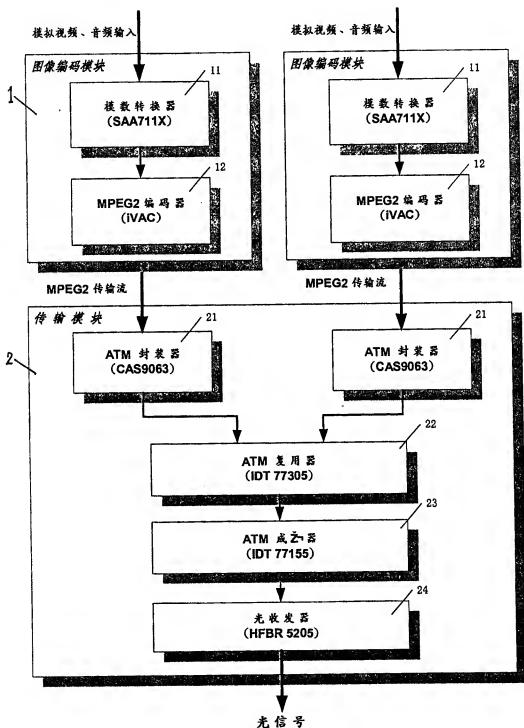 模拟视频、音频输入
模拟视频、音频输入
图像编码模块
图像编码模块
1
11
11
模数转换器
(SAA711X)
模数转换器
(SAA711X)
12
12
MPEG2 编码器
(iVAC)
MPEG2 编码器
(iVAC)
MPEG2 传输流
MPEG2 传输流
传输模块
2
21
21
ATM 封装器
(CAS9063)
ATM 封装器
(CAS9063)
22
ATM 复用器
(IDT 77305)
23
ATM 成 器
(IDT 77155)
24
光收发器
(HFBR 5205)
光信号